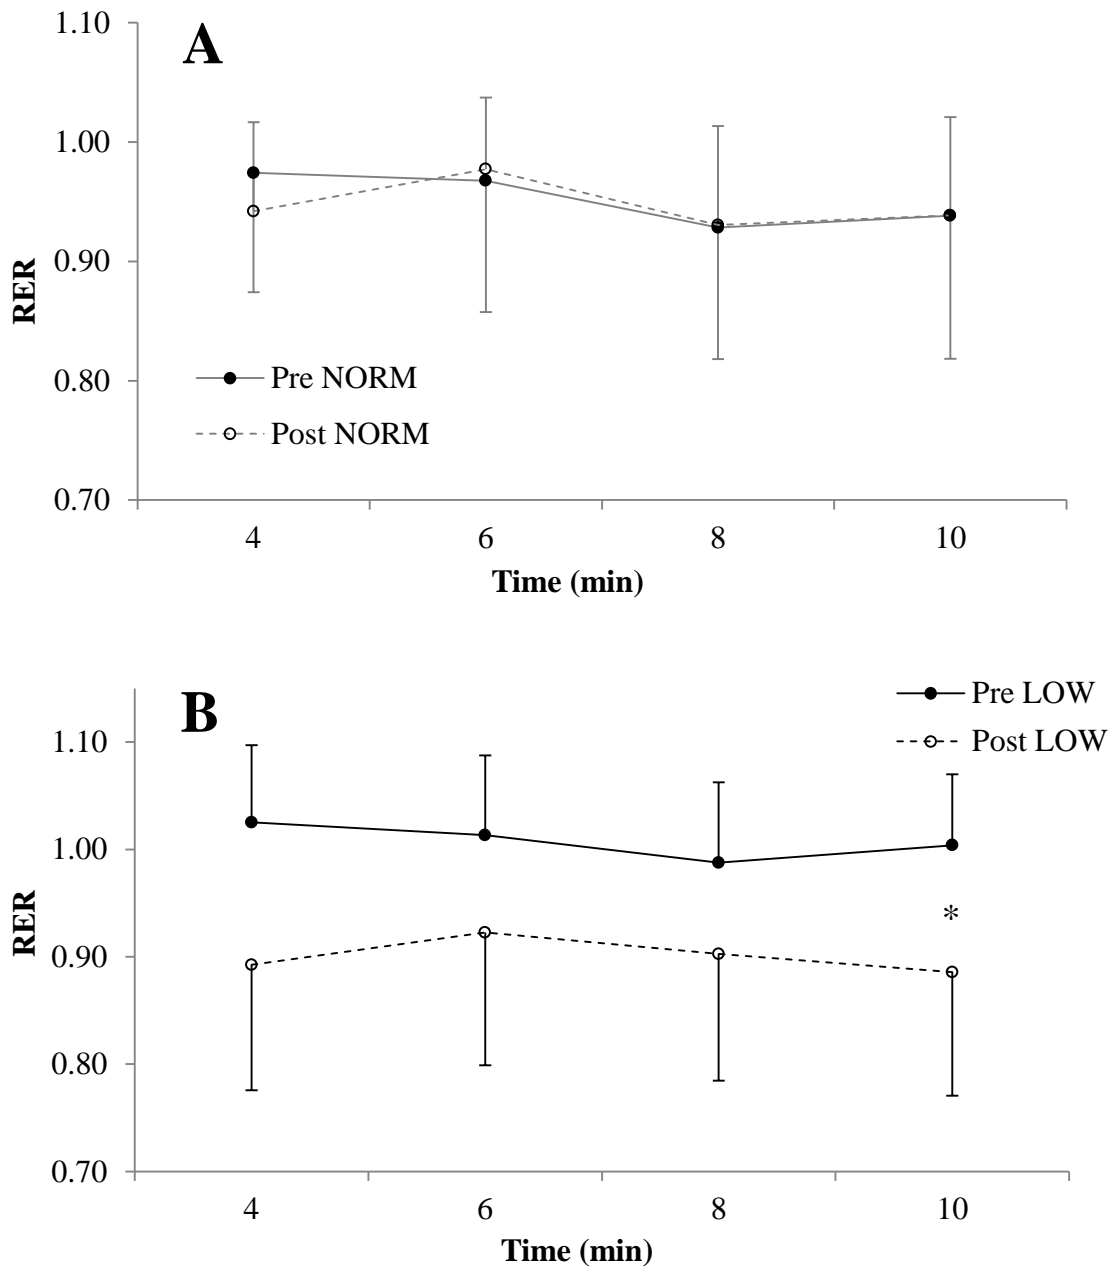 1.10
A
1.00
0.90
RER
0.80
Pre NORM
Post NORM
0.70
4 6 8 10
Time (min)
Pre LOW
B
Post LOW
1.10
1.00
*
RER
0.90
0.80
0.70
4 6 8 10
Time (min)